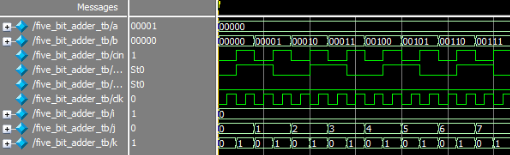 Messages
/five_bit_adder_tb/a 00001 00000
/five_bit_adder_tb/b 00000 00000 00001 00010 00011 00100 00101 00110 00111
/five_bit_adder_tb/cin 1
/five_bit_adder_tb/... St0
/five_bit_adder_tb/... St0
/five_bit_adder_tb/clk 0
/five_bit_adder_tb/i 1 0
/five_bit_adder_tb/j 0 0 1 2 3 4 5 6 7
/five_bit_adder_tb/k 1 0 1 0 1 0 1 0 1 0 1 0 1 0 1 0 1